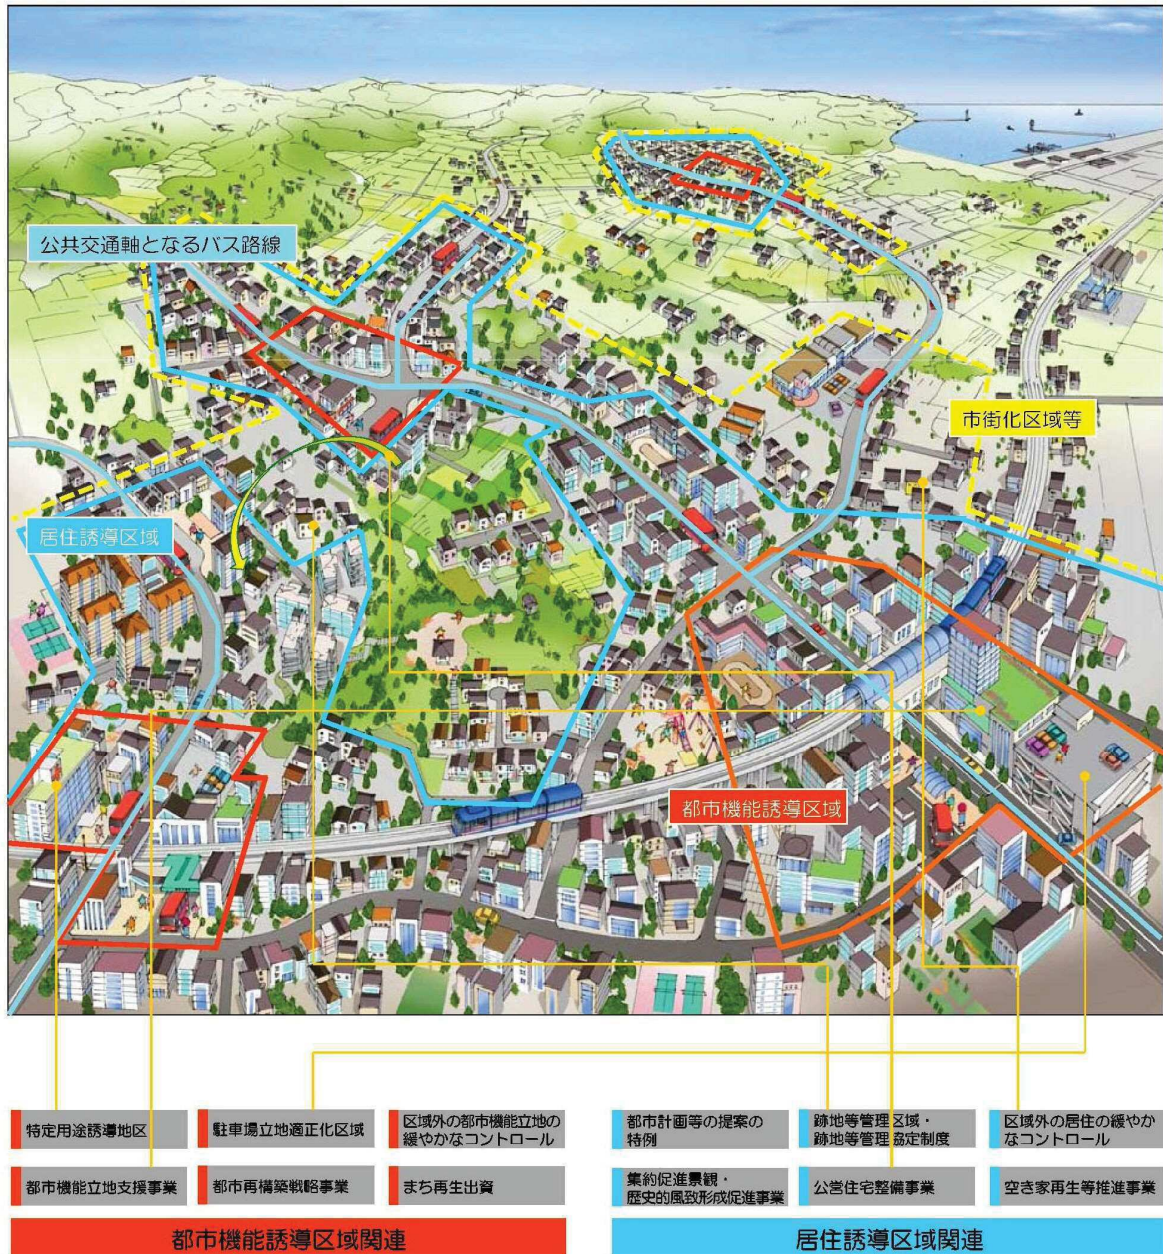 公共交通軸となるバス路線
市街化区域等
居住誘導区域
都市機能誘導区域
特定用途誘導地区
駐車場立地適正化区域
区域外の都市機能立地の
緩やかなコントロール
都市機能立地支援事業
都市再構築戦略事業
まち再生出資
都市機能誘導区域関連
都市計画等の提案の
特例
跡地等管理区域・
跡地等管理協定制度
区域外の居住の緩やか
なコントロール
集約促進景観・
歴史的風致形成促進事業
公営住宅整備事業
空き家再生等推進事業
居住誘導区域関連